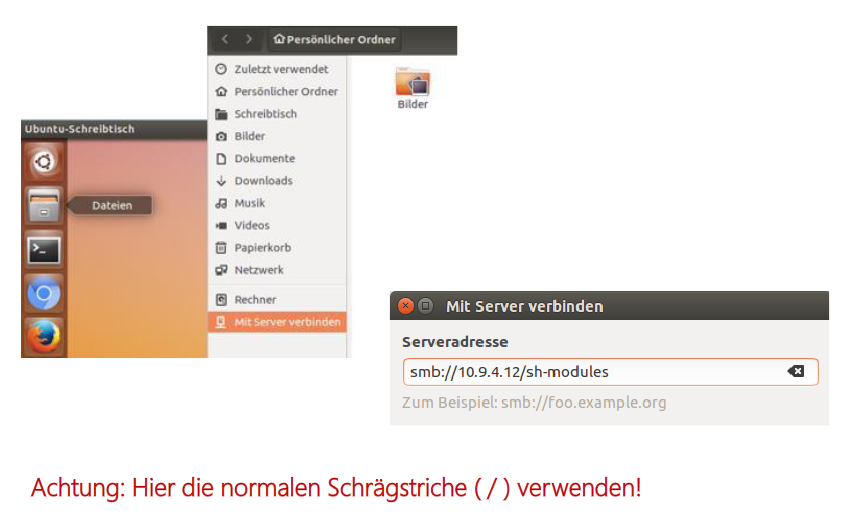 Persönlicher Ordner
Zuletzt verwendet
Persönlicher Ordner
Schreibtisch
Bilder
Dokumente
Downloads
Musik
Videos
Papierkorb
Netzwerk
Rechner
Mit Server verbinden
Bilder
Ubuntu-Schreibtisch
Dateien
Mit Server verbinden
Serveradresse
smb://10.9.4.12/sh-modules
Zum Beispiel: smb://foo.example.org
Achtung: Hier die normalen Schrägstriche ( / ) verwenden!